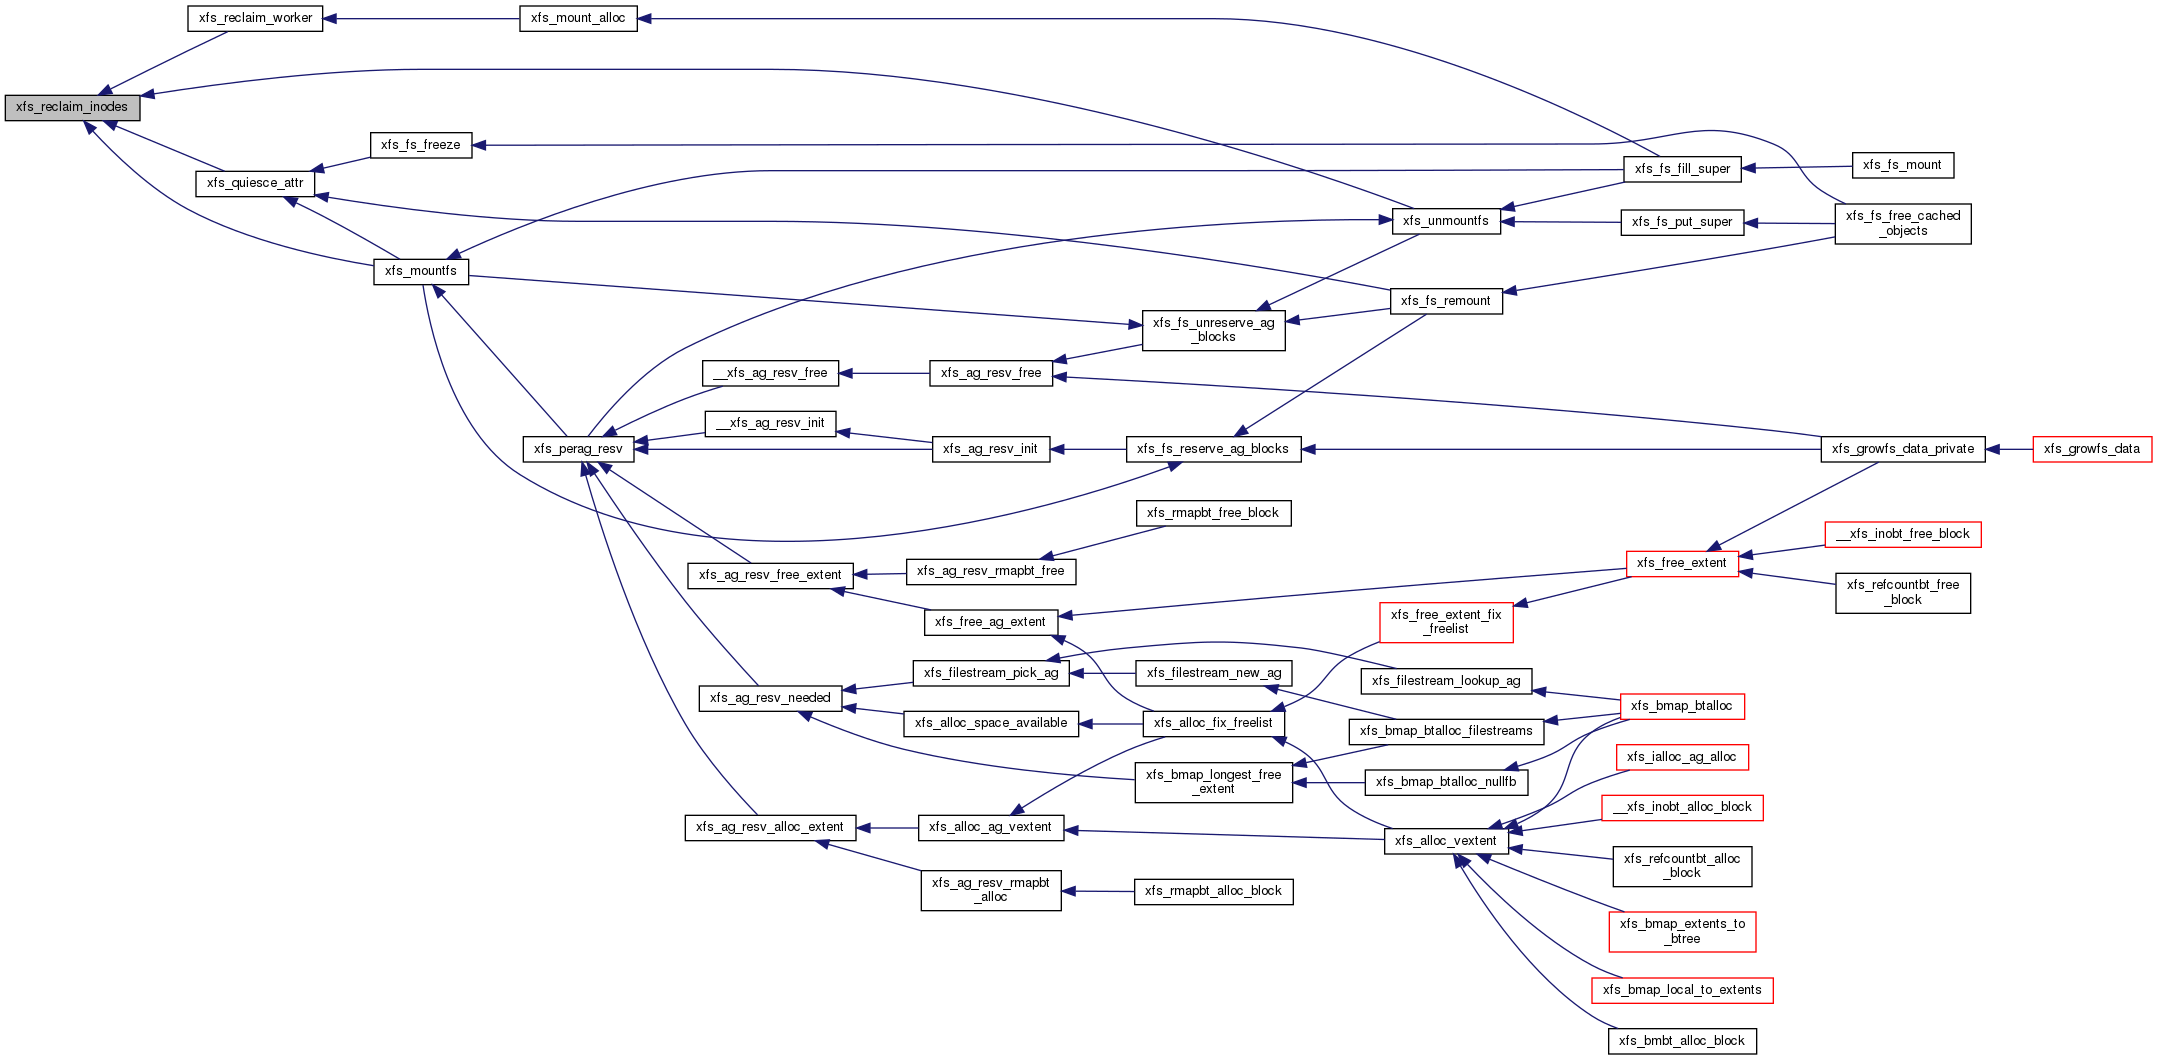 xfs_reclaim_worker
xfs_mount_alloc
xfs_reclaim_inodes
xfs_fs_freeze
xfs_quiesce_attr
xfs_fs_fill_super
xfs_fs_mount
xfs_unmountfs
xfs_fs_put_super
xfs_fs_free_cached
_objects
xfs_mountfs
xfs_fs_remount
xfs_fs_unreserve_ag
_blocks
__xfs_ag_resv_free
xfs_ag_resv_free
__xfs_ag_resv_init
xfs_perag_resv
xfs_ag_resv_init
xfs_fs_reserve_ag_blocks
xfs_growfs_data_private
xfs_growfs_data
xfs_rmapbt_free_block
__xfs_inobt_free_block
xfs_free_extent
xfs_ag_resv_free_extent
xfs_ag_resv_rmapbt_free
xfs_refcountbt_free
_block
xfs_free_ag_extent
xfs_free_extent_fix
_freelist
xfs_filestream_pick_ag
xfs_filestream_new_ag
xfs_filestream_lookup_ag
xfs_ag_resv_needed
xfs_alloc_space_available
xfs_alloc_fix_freelist
xfs_bmap_btalloc
xfs_bmap_btalloc_filestreams
xfs_ialloc_ag_alloc
xfs_bmap_longest_free
_extent
xfs_bmap_btalloc_nullfb
__xfs_inobt_alloc_block
xfs_ag_resv_alloc_extent
xfs_alloc_ag_vextent
xfs_alloc_vextent
xfs_refcountbt_alloc
_block
xfs_ag_resv_rmapbt
_alloc
xfs_rmapbt_alloc_block
xfs_bmap_extents_to
_btree
xfs_bmap_local_to_extents
xfs_bmbt_alloc_block